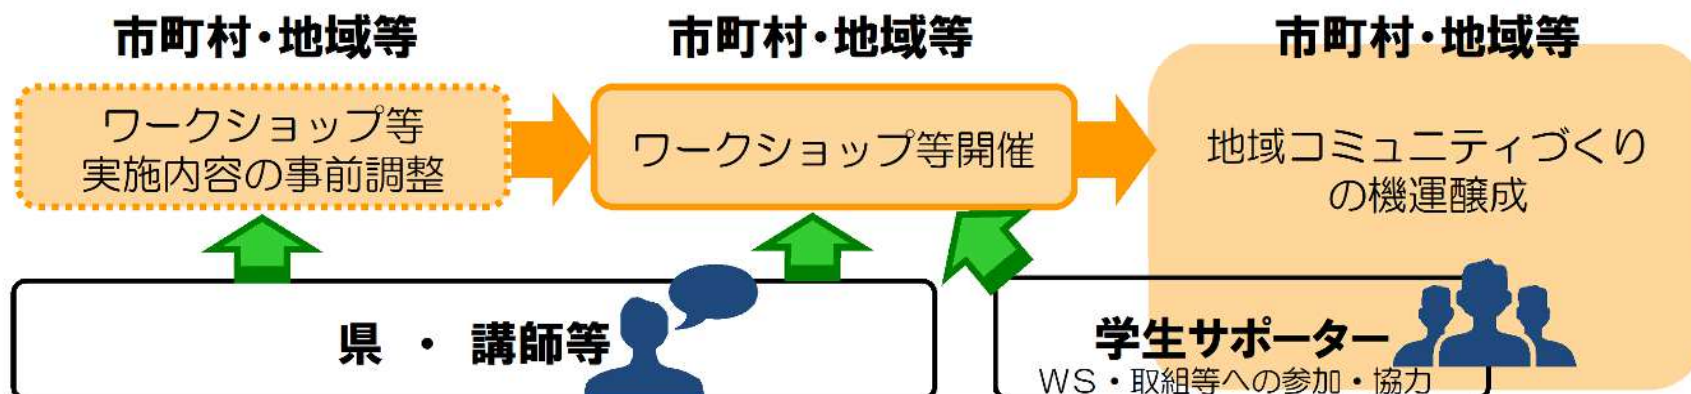 市町村・地域等
ワークショップ等
実施内容の事前調整
市町村・地域等
ワークショップ等開催
市町村・地域等
地域コミュニティづくり
の機運醸成
県 ・ 講師等
学生サポーター
WS・取組等への参加・協力